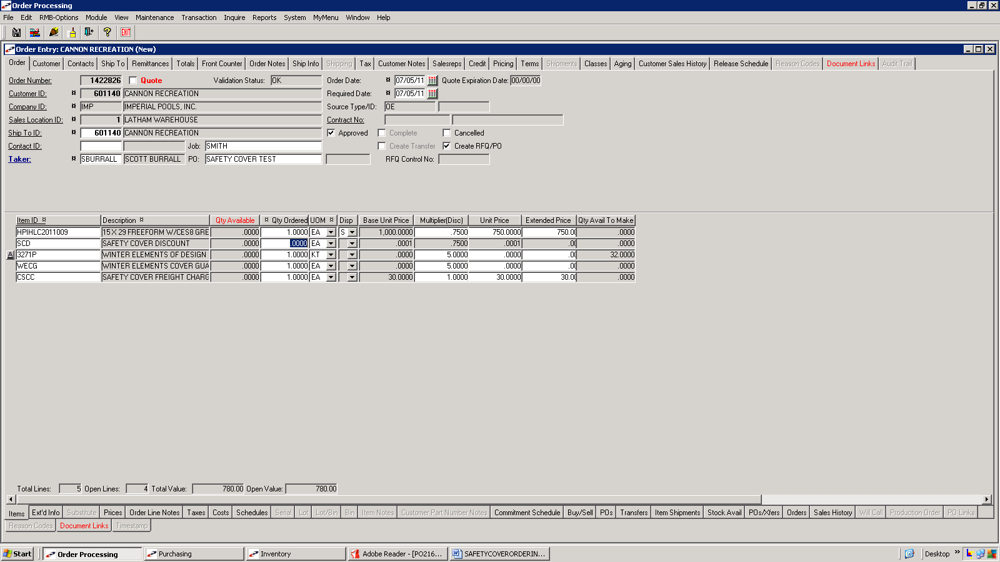 Order Processing
File Edit RMB-Options Module View Maintenance Transaction Inquire Reports System MyMenu Window Help
EXIT
Order Entry: CANNON RECREATION (New)
Order Customer Contacts Ship To Remittances Totals Front Counter Order Notes Ship Info Shipping Tax Customer Notes Salesreps Credit Pricing Terms Shipments Classes Aging Customer Sales History Release Schedule Reason Codes Document Links Audit Trail
Order Number: 1422826 Quote Validation Status: OK Order Date: 07/05/11 Quote Expiration Date: 00/00/00
Customer ID: 601140 CANNON RECREATION Required Date: 07/05/11
Company ID: IMP IMPERIAL POOLS, INC. Source Type/ID: OE
Sales Location ID: 1 LATHAM WAREHOUSE Contract No:
Ship To ID: 601140 CANNON RECREATION Approved Complete Cancelled
Contact ID: Job: SMITH Create Transfer Create RFQ/PO
Taker: SBURRALL SCOTT BURRALL PO: SAFETY COVER TEST RFQ Control No:
Item ID Description Qty Available Qty Ordered UOM Disp Base Unit Price Multiplier(Disc) Unit Price Extended Price Qty Avail To Make
HPIHLC2011009 15 X 29 FREEFORM W/CES8 GRE .0000 1.0000 EA S 1,000.0000 .7500 750.0000 750.00 .0000
SCD SAFETY COVER DISCOUNT .0000 .0000 EA .0001 .7500 .0001 .00 .0000
A 3271P WINTER ELEMENTS OF DESIGN .0000 1.0000 KT .0000 5.0000 .0000 .00 32.0000
WECG WINTER ELEMENTS COVER GUA .0000 1.0000 EA .0000 5.0000 .0000 .00 .0000
CSCC SAFETY COVER FREIGHT CHARG .0000 1.0000 EA 30.0000 1.0000 30.0000 30.00 .0000
Total Lines: 5 Open Lines: 4 Total Value: 780.00 Open Value: 780.00
Items Ext'd Info Substitute Prices Order Line Notes Taxes Costs Schedules Serial Lot Lot/Bin Bin Item Notes Customer Part Number Notes Commitment Schedule Buy/Sell POs Transfers Item Shipments Stock Avail POs/Xfers Orders Sales History Will Call Production Order PO Links
Reason Codes Document Links Timestamp
Start Order Processing Purchasing Inventory Adobe Reader - [PO216... SAFETYCOVERORDERIN... Desktop »